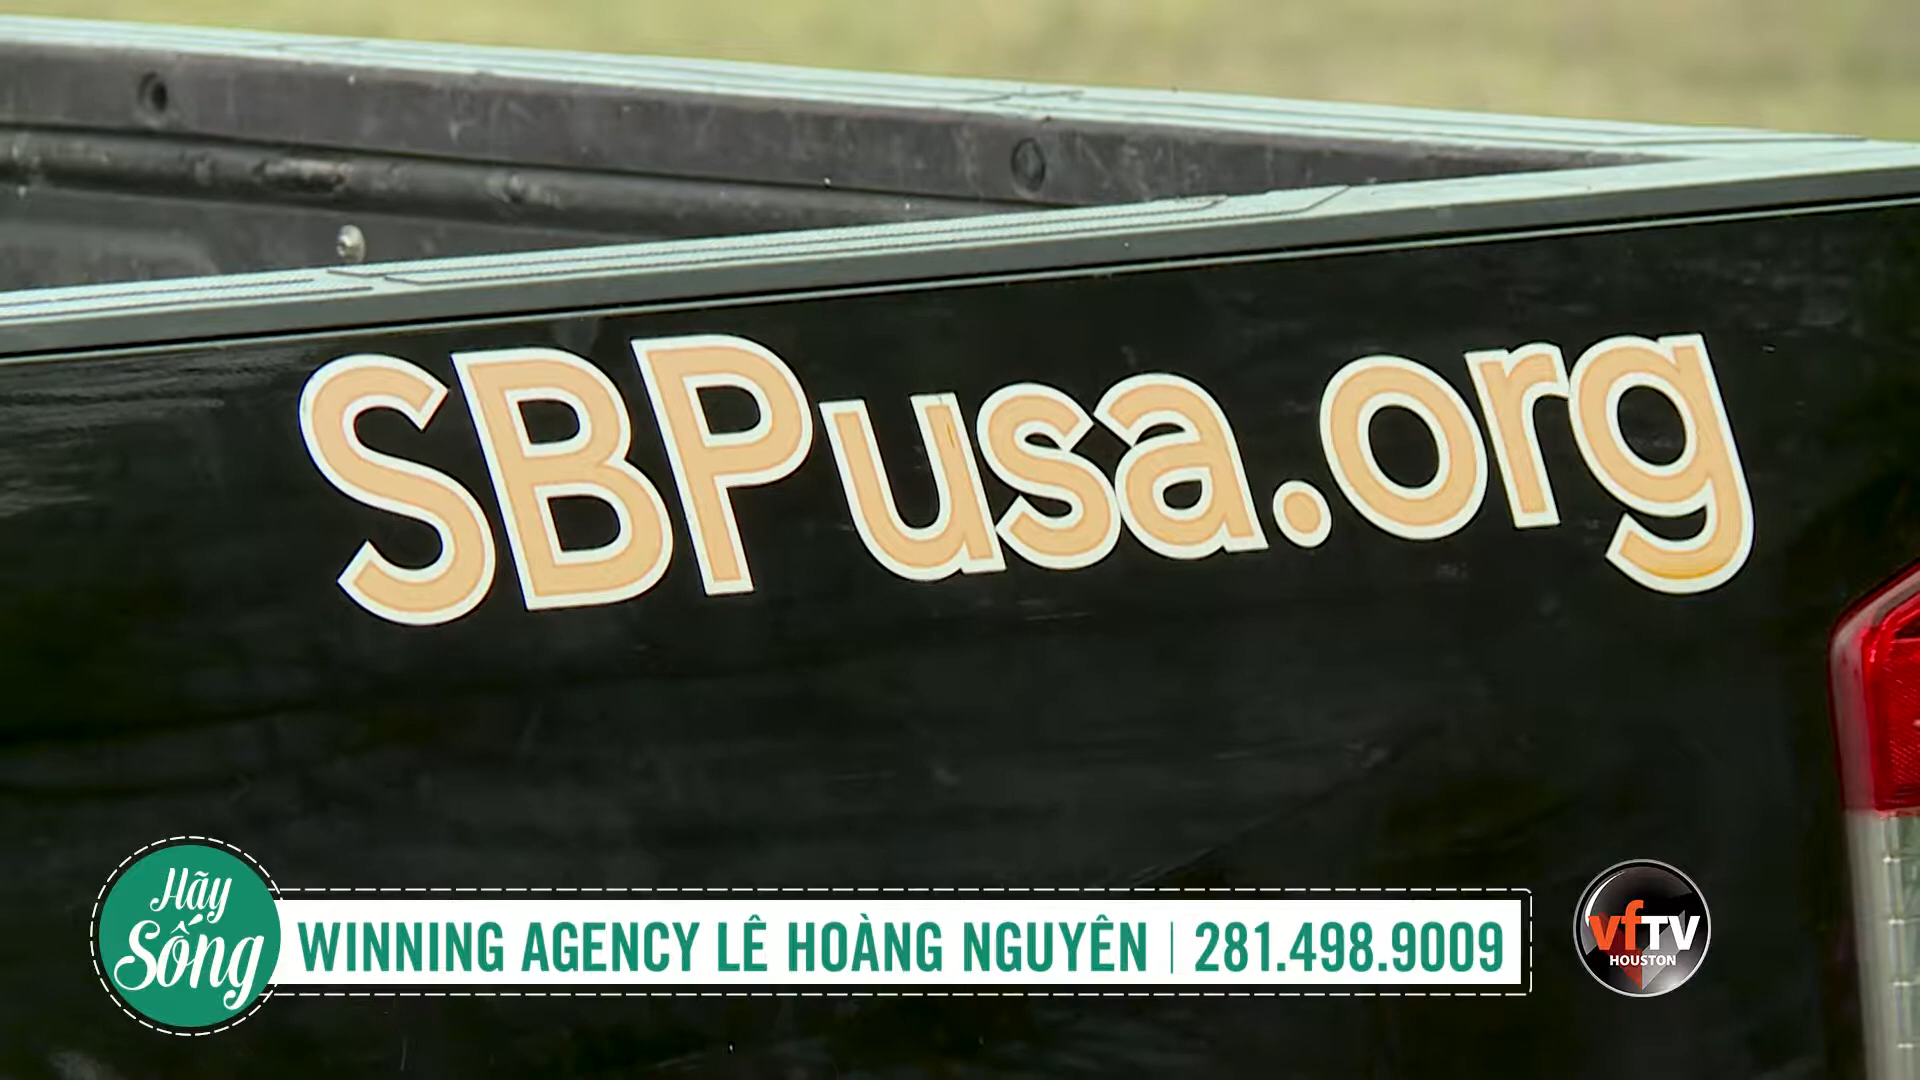 SBPusa.org
Hãy
Sống
WINNING AGENCY LÊ HOÀNG NGUYÊN | 281.498.9009
vfTV
HOUSTON